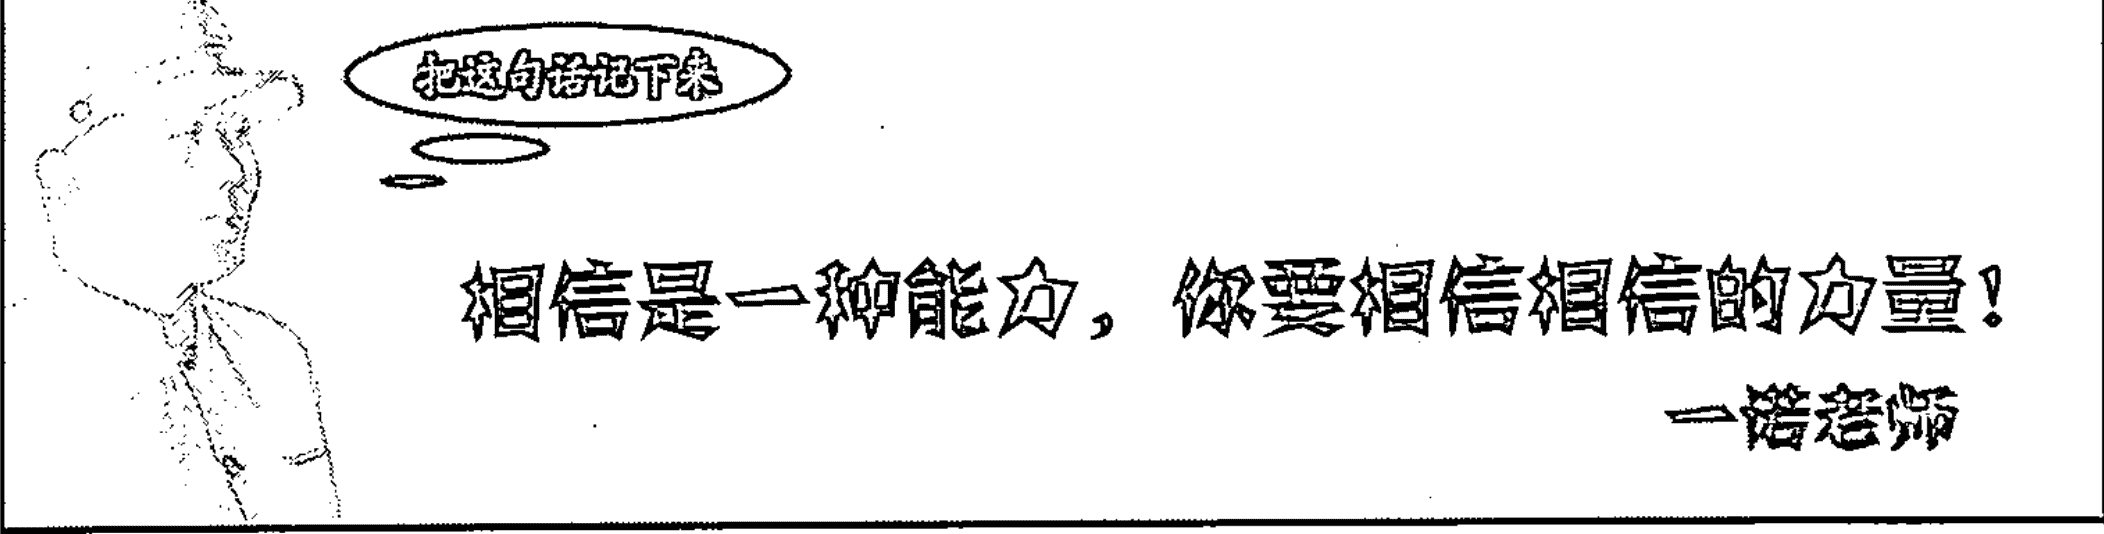 把这句话记下来
相信是一种能力，你要相信相信的力量！
一诺老师